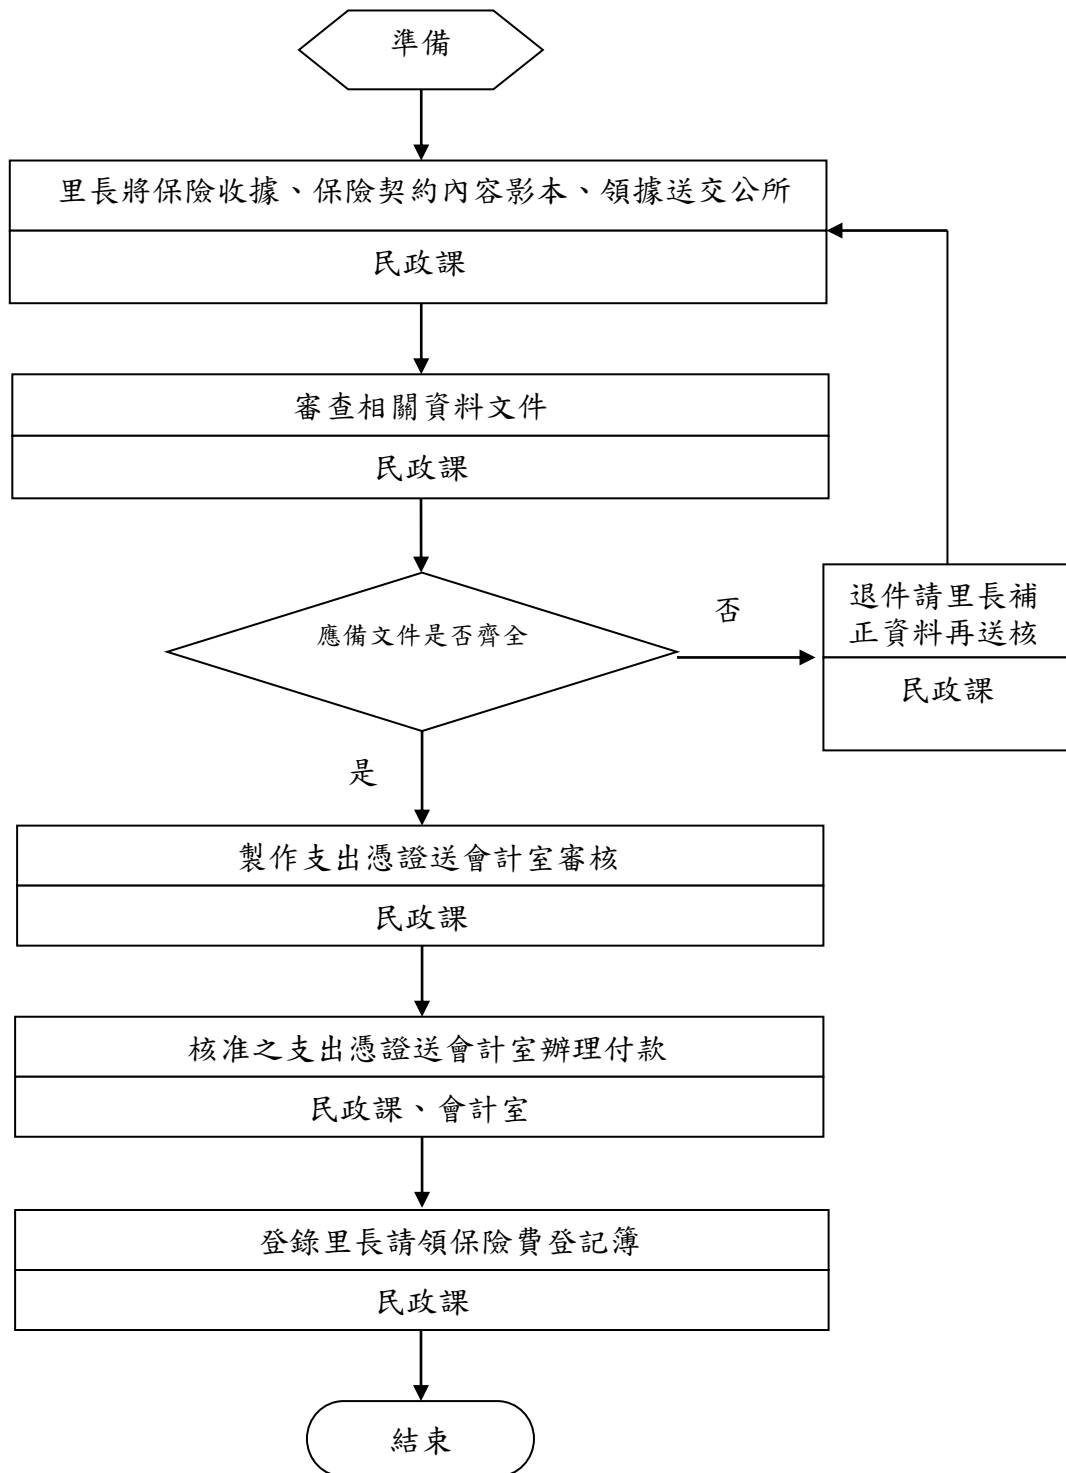 準備
里長將保險收據、保險契約內容影本、領據送交公所
民政課
審查相關資料文件
民政課
應備文件是否齊全
否
退件請里長補
正資料再送核
民政課
是
製作支出憑證送會計室審核
民政課
核准之支出憑證送會計室辦理付款
民政課、會計室
登錄里長請領保險費登記簿
民政課
結束